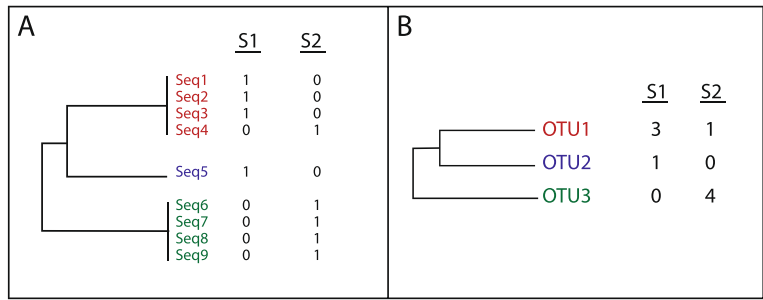 A
S1 S2
Seq1 1 0
Seq2 1 0
Seq3 1 0
Seq4 0 1
Seq5 1 0
Seq6 0 1
Seq7 0 1
Seq8 0 1
Seq9 0 1
B
S1 S2
OTU1 3 1
OTU2 1 0
OTU3 0 4